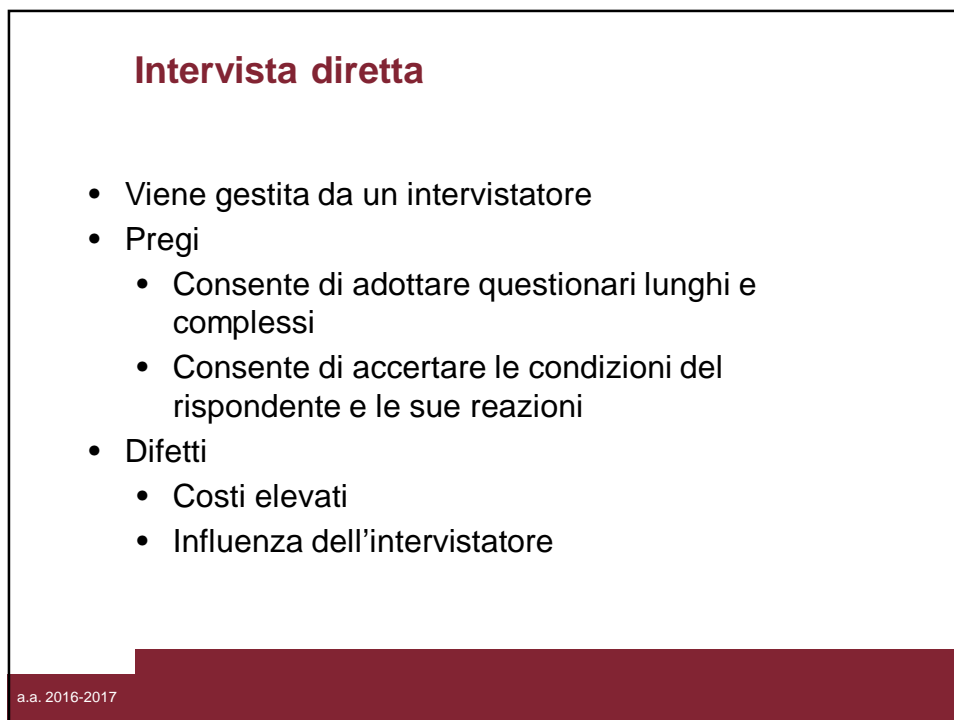 Intervista diretta
• Viene gestita da un intervistatore
• Pregi
• Consente di adottare questionari lunghi e
complessi
• Consente di accertare le condizioni del
rispondente e le sue reazioni
• Difetti
• Costi elevati
• Influenza dell’intervistatore
a.a. 2016-2017